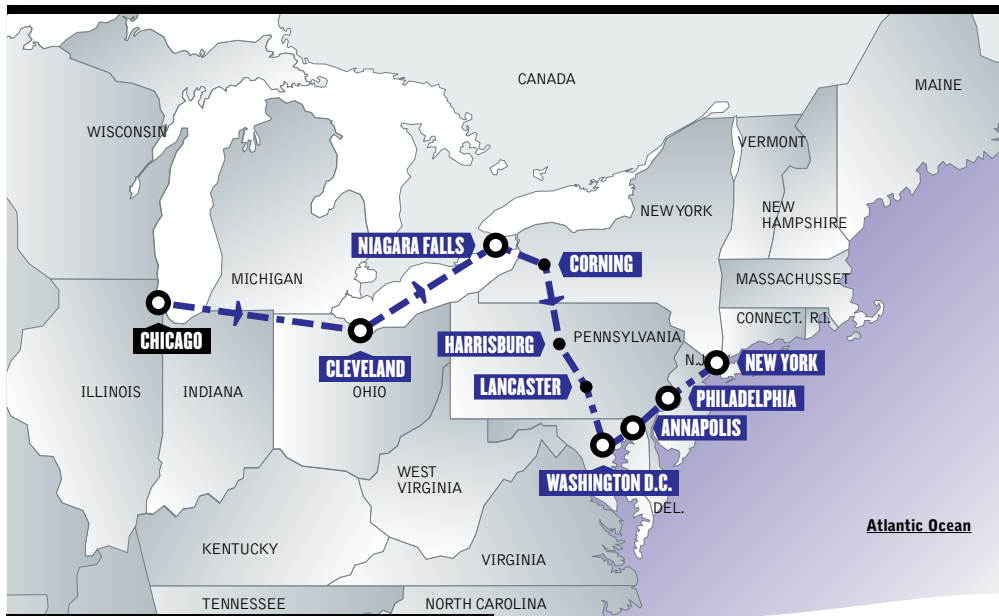 CANADA
MAINE
WISCONSIN
VERMONT
NEW YORK
NEW
HAMPSHIRE
NIAGARA FALLS
CORNING
MICHIGAN
MASSACHUSSET
CONNECT.
R.I.
CHICAGO
HARRISBURG
PENNSYLVANIA
CLEVELAND
N.J.
NEW YORK
ILLINOIS
INDIANA
OHIO
LANCASTER
PHILADELPHIA
ANNAPOLIS
WEST
VIRGINIA
WASHINGTON D.C.
DEL.
Atlantic Ocean
KENTUCKY
VIRGINIA
TENNESSEE
NORTH CAROLINA